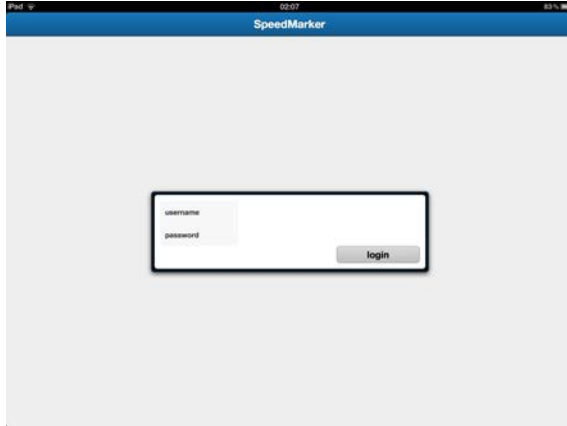 iPad 02:07 83%
SpeedMarker
username
password
login